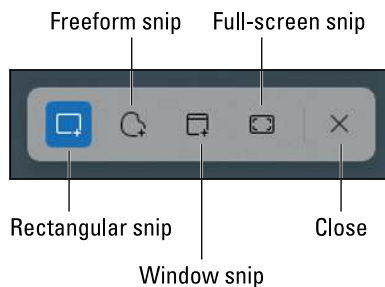 Freeform snip
Full-screen snip
Rectangular snip
Close
Window snip